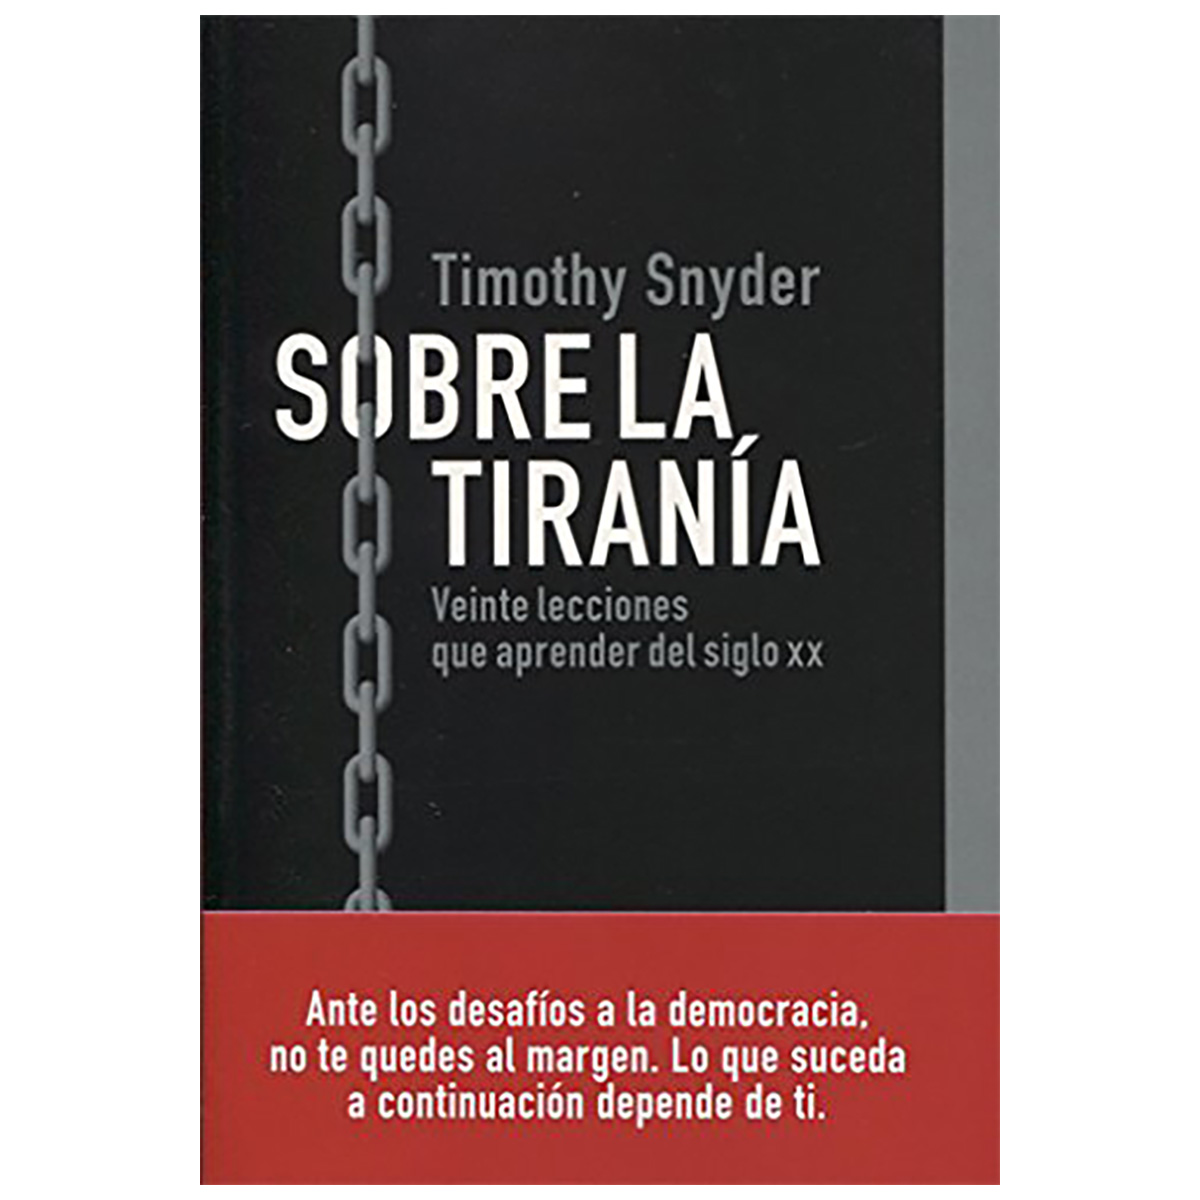 Timothy Snyder
SOBRE LA
TIRANÍA
Veinte lecciones
que aprender del siglo xx
Ante los desafíos a la democracia,
no te quedes al margen. Lo que suceda
a continuación depende de ti.